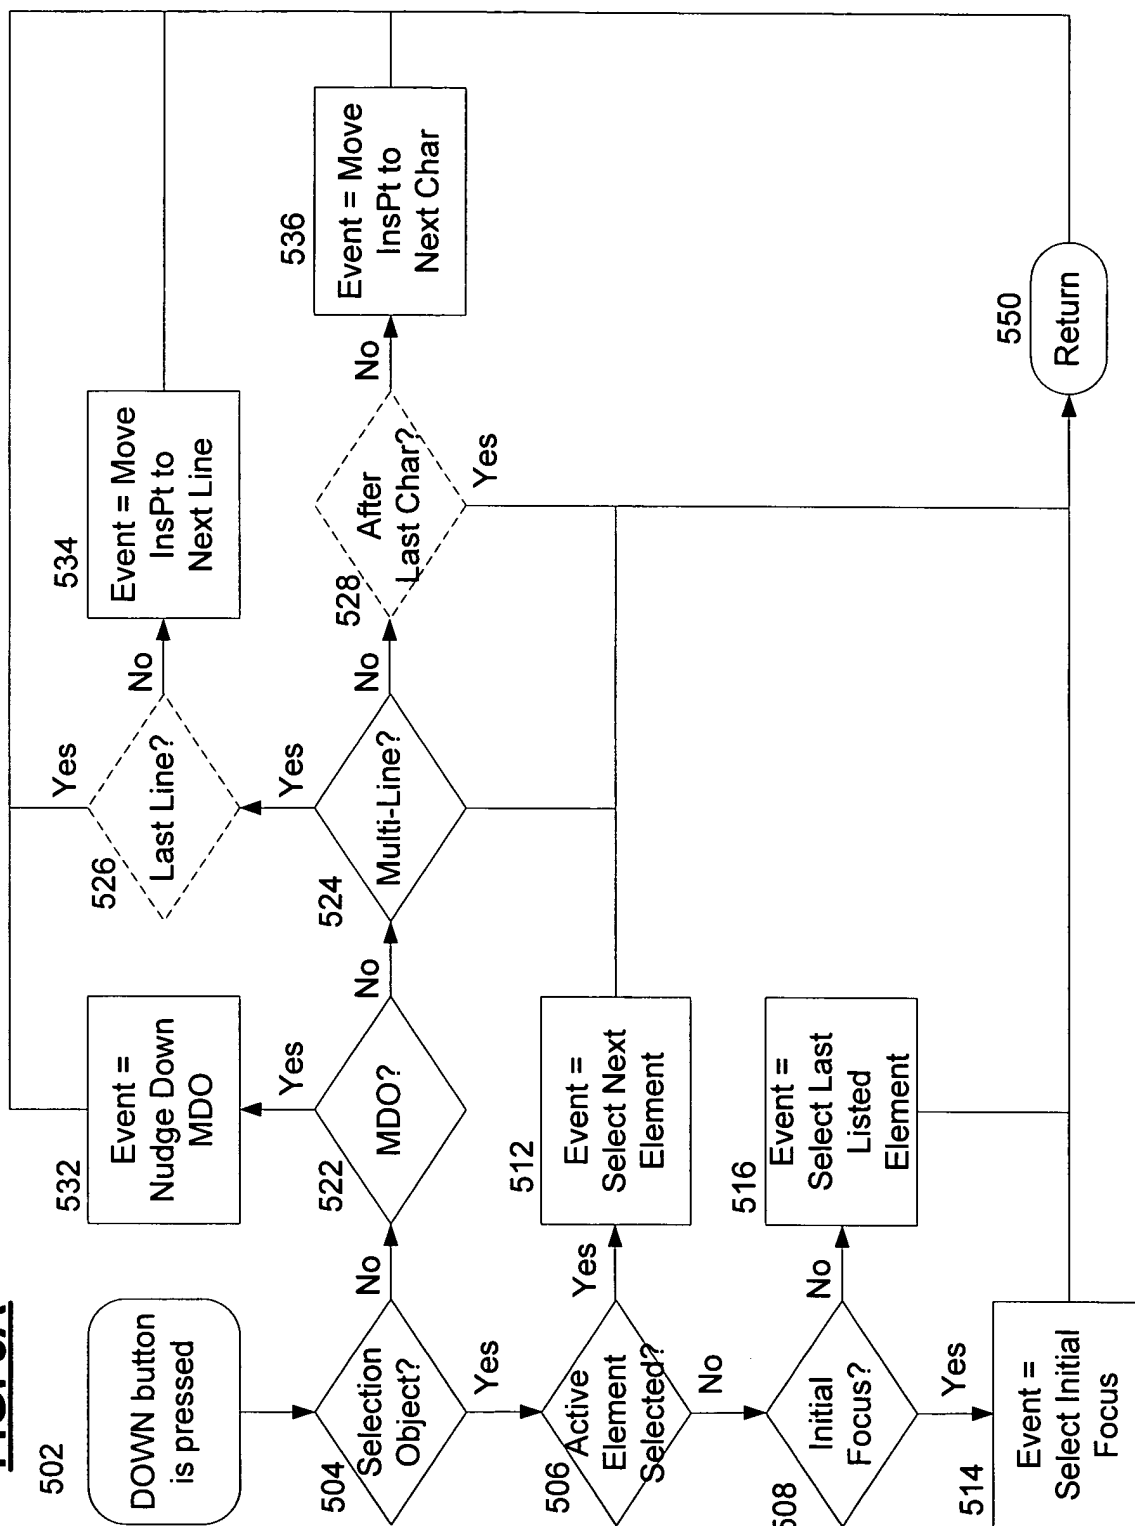 502
DOWN button
is pressed
504
Selection
Object?
No
Yes
506
Active
Element
Selected?
Yes
No
508
Initial
Focus?
No
Yes
514
Event =
Select Initial
Focus
532
Event =
Nudge Down
MDO
Yes
522
MDO?
No
512
Event =
Select Next
Element
516
Event =
Select Last
Listed
Element
526
Last Line?
Yes
No
524
Multi-Line?
Yes
No
534
Event = Move
InsPt to
Next Line
528
After
Last Char?
No
Yes
536
Event = Move
InsPt to
Next Char
550
Return